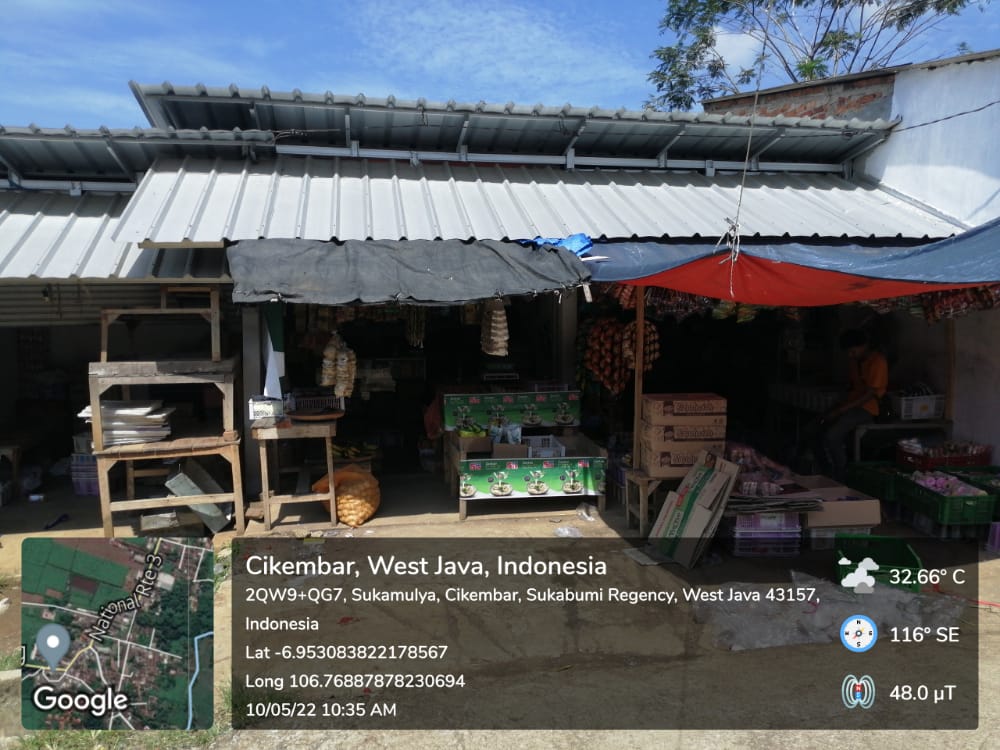 Cikembar, West Java, Indonesia
2QW9+QG7, Sukamulya, Cikembar, Sukabumi Regency, West Java 43157,
Indonesia
Lat -6.953083822178567
Long 106.76887878230694
10/05/22 10:35 AM
32.66° C
116° SE
48.0 µT
National Rte 3
Google